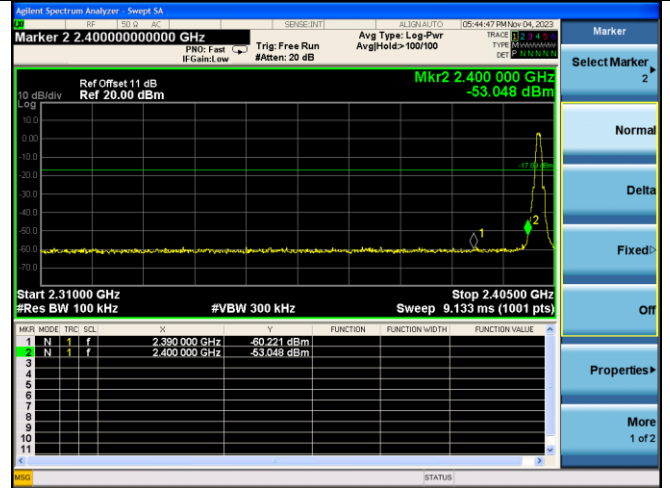 Agilent Spectrum Analyzer - Swept SA
RF 50 Ω AC SENSE:INT ALIGNAUTO 05:44:47 PM Nov 04, 2023
Marker 2 2.400000000000 GHz
PNO: Fast
IFGain:Low
Trig: Free Run
#Atten: 20 dB
Avg Type: Log-Pwr
Avg|Hold:> 100/100
TRACE 1 2 3 4 5 6
TYPE M
DET P N N N N N
Ref Offset 11 dB
Ref 20.00 dBm
10 dB/div
Log
Mkr2 2.400 000 GHz
-53.048 dBm
10.0
0.00
-10.0
-20.0
-30.0
-40.0
-50.0
-60.0
-70.0
1
2
Start 2.31000 GHz
Stop 2.40500 GHz
#Res BW 100 kHz
#VBW 300 kHz
Sweep 9.133 ms (1001 pts)
MKR MODE TRC SCL X Y FUNCTION FUNCTION WIDTH FUNCTION VALUE
1 N 1 f 2.390 000 GHz -60.221 dBm
2 N 1 f 2.400 000 GHz -53.048 dBm
3
4
5
6
7
8
9
10
11
MSG
STATUS
Marker
Select Marker
2
Normal
Delta
Fixed
Off
Properties
More
1 of 2